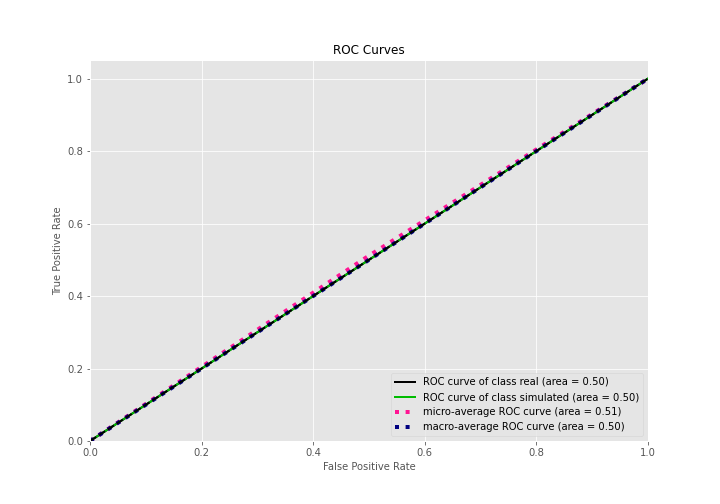 ROC Curves
True Positive Rate
1.0
0.8
0.6
0.4
0.2
0.0
ROC curve of class real (area = 0.50)
ROC curve of class simulated (area = 0.50)
micro-average ROC curve (area = 0.51)
macro-average ROC curve (area = 0.50)
0.0 0.2 0.4 0.6 0.8 1.0
False Positive Rate